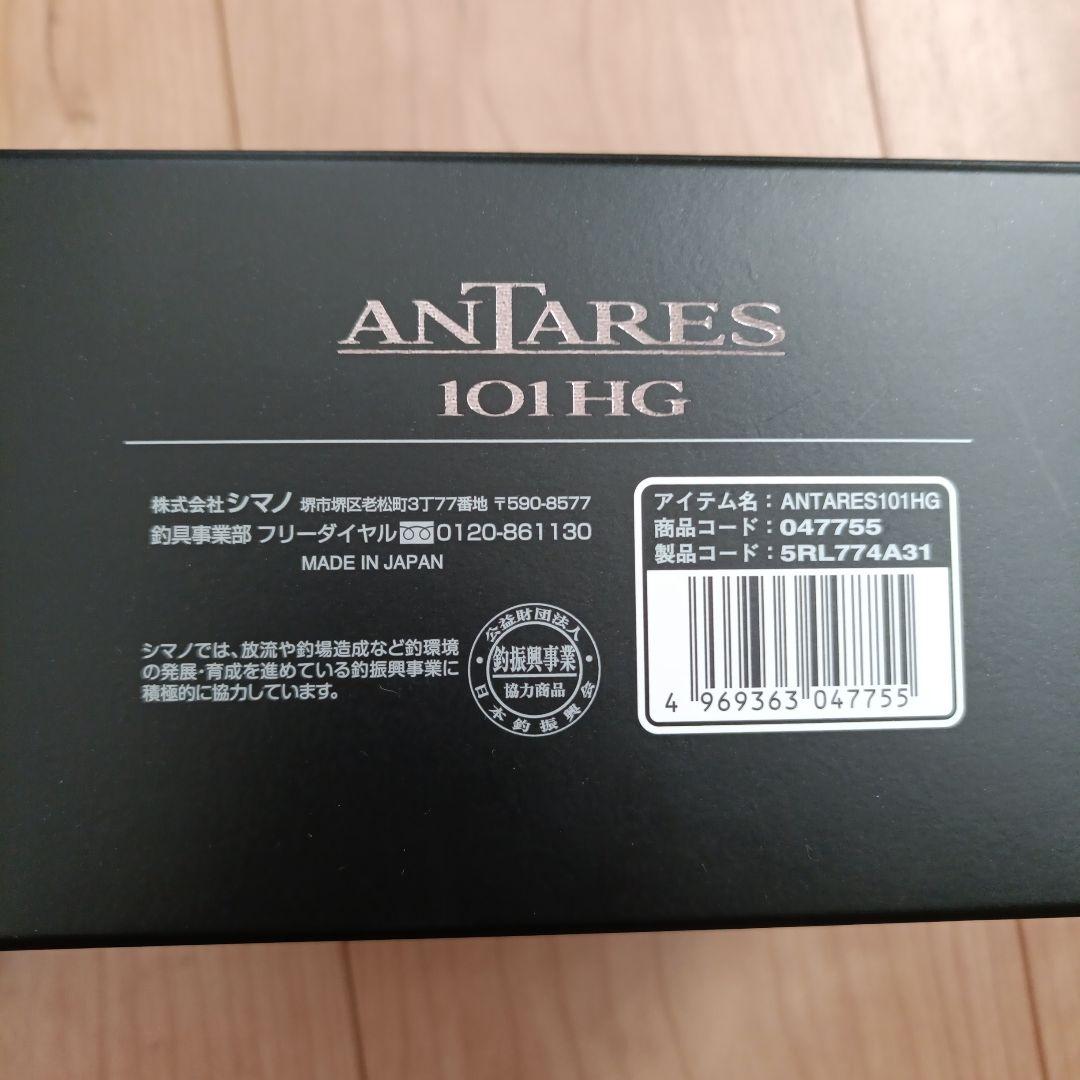 ANTARES
101HG
株式会社シマノ 堺市堺区老松町3丁77番地 〒590-8577
釣具事業部 フリーダイヤル 0120-861130
MADE IN JAPAN
シマノでは、放流や釣場造成など釣環境
の発展・育成を進めている釣振興事業に
積極的に協力しています。
公益財団法人
釣振興事業
協力商品
日本釣振興会
アイテム名：ANTARES101HG
商品コード：047755
製品コード：5RL774A31
4 969363 047755